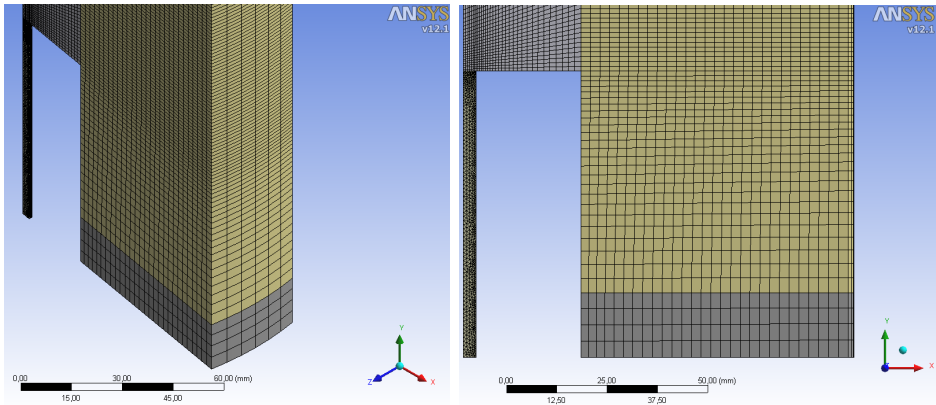 ANSYS
v12.1
Y
Z
X
0,00
30,00
60,00 (mm)
15,00
45,00
ANSYS
v12.1
Y
X
0,00
25,00
50,00 (mm)
12,50
37,50